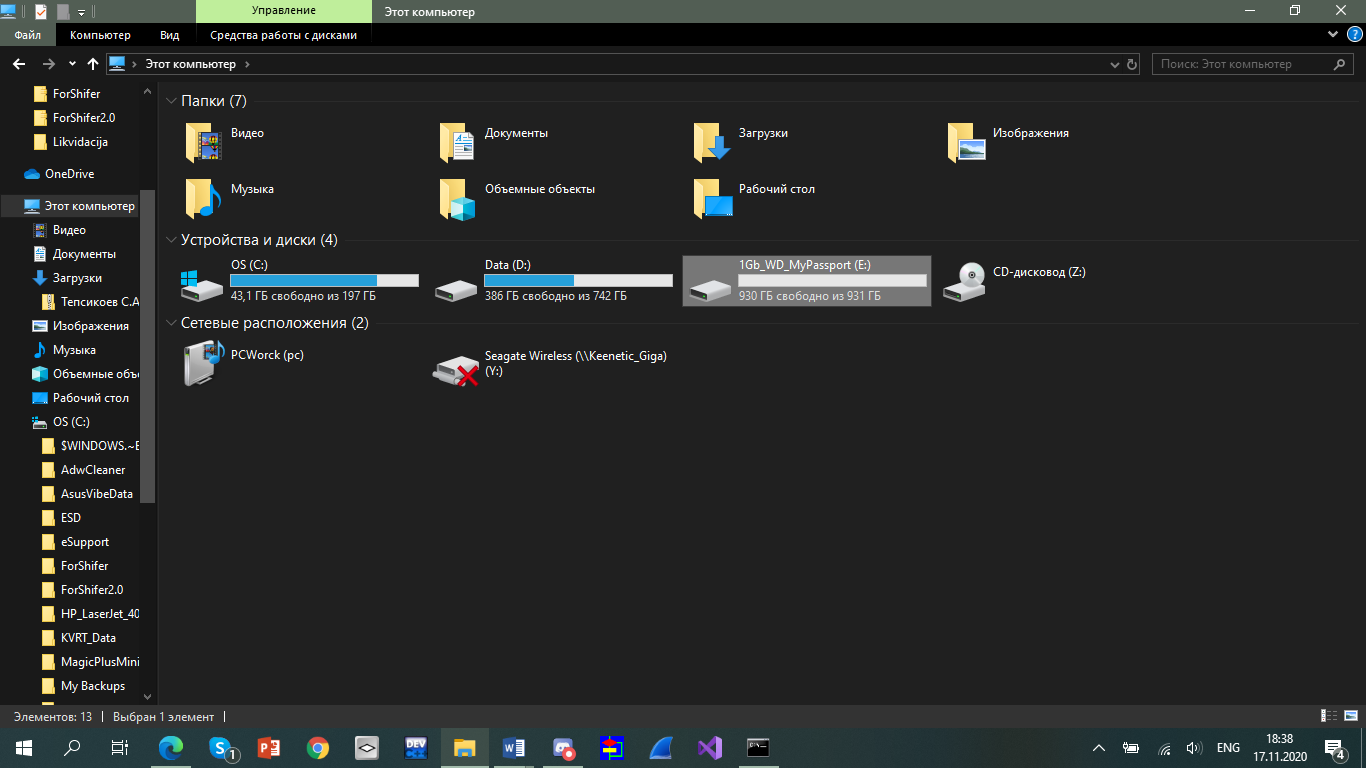 Управление
Этот компьютер
Файл
Компьютер
Вид
Средства работы с дисками
Этот компьютер
Поиск: Этот компьютер
ForShifer
ForShifer2.0
Likvidacija
OneDrive
Этот компьютер
Видео
Документы
Загрузки
Тепсикоев С.А
Изображения
Музыка
Объемные объ
Рабочий стол
OS (C:)
$WINDOWS.~E
AdwCleaner
AsusVibeData
ESD
eSupport
ForShifer
ForShifer2.0
HP_LaserJet_40
KVRT_Data
MagicPlusMini
My Backups
Папки (7)
Видео
Документы
Загрузки
Изображения
Музыка
Объемные объекты
Рабочий стол
Устройства и диски (4)
OS (C:)
43,1 ГБ свободно из 197 ГБ
Data (D:)
386 ГБ свободно из 742 ГБ
1Gb_WD_MyPassport (E:)
930 ГБ свободно из 931 ГБ
CD-дисковод (Z:)
Сетевые расположения (2)
PCWorck (pc)
Seagate Wireless (\\Keenetic_Giga)
(Y:)
Элементов: 13
Выбран 1 элемент
1
DEV
ENG
18:38
17.11.2020
4